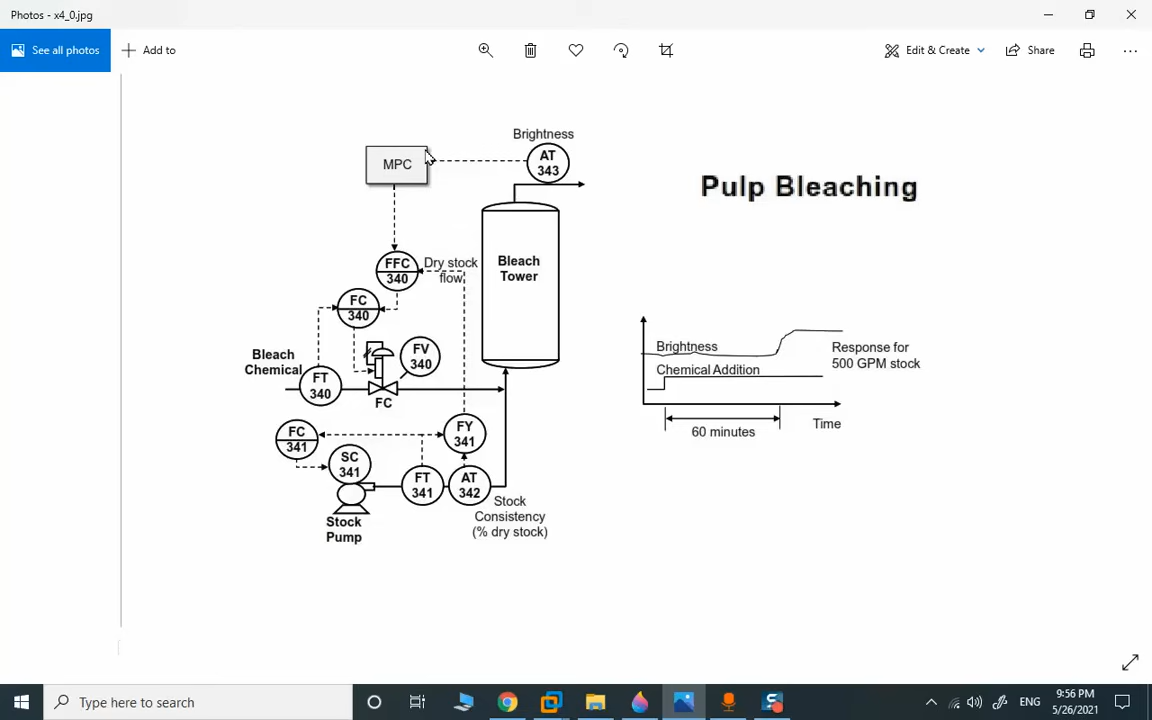 Photos - x4_0.jpg
See all photos
Add to
Edit & Create
Share
Brightness
AT
343
MPC
Pulp Bleaching
FFC
340
Dry stock
flow
Bleach
Tower
FC
340
FV
340
Bleach
Chemical
FT
340
FC
Brightness
Chemical Addition
Response for
500 GPM stock
60 minutes
Time
FC
341
FY
341
SC
341
FT
341
AT
342
Stock
Consistency
(% dry stock)
Stock
Pump
Type here to search
ENG
9:56 PM
5/26/2021